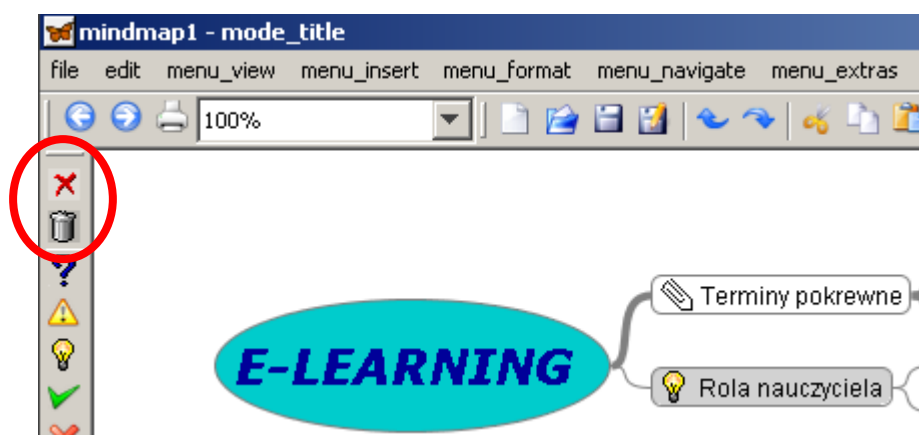 mindmap1 - mode_title
file edit menu_view menu_insert menu_format menu_navigate menu_extras
100%
Terminy pokrewne
E-LEARNING
Rola nauczyciela